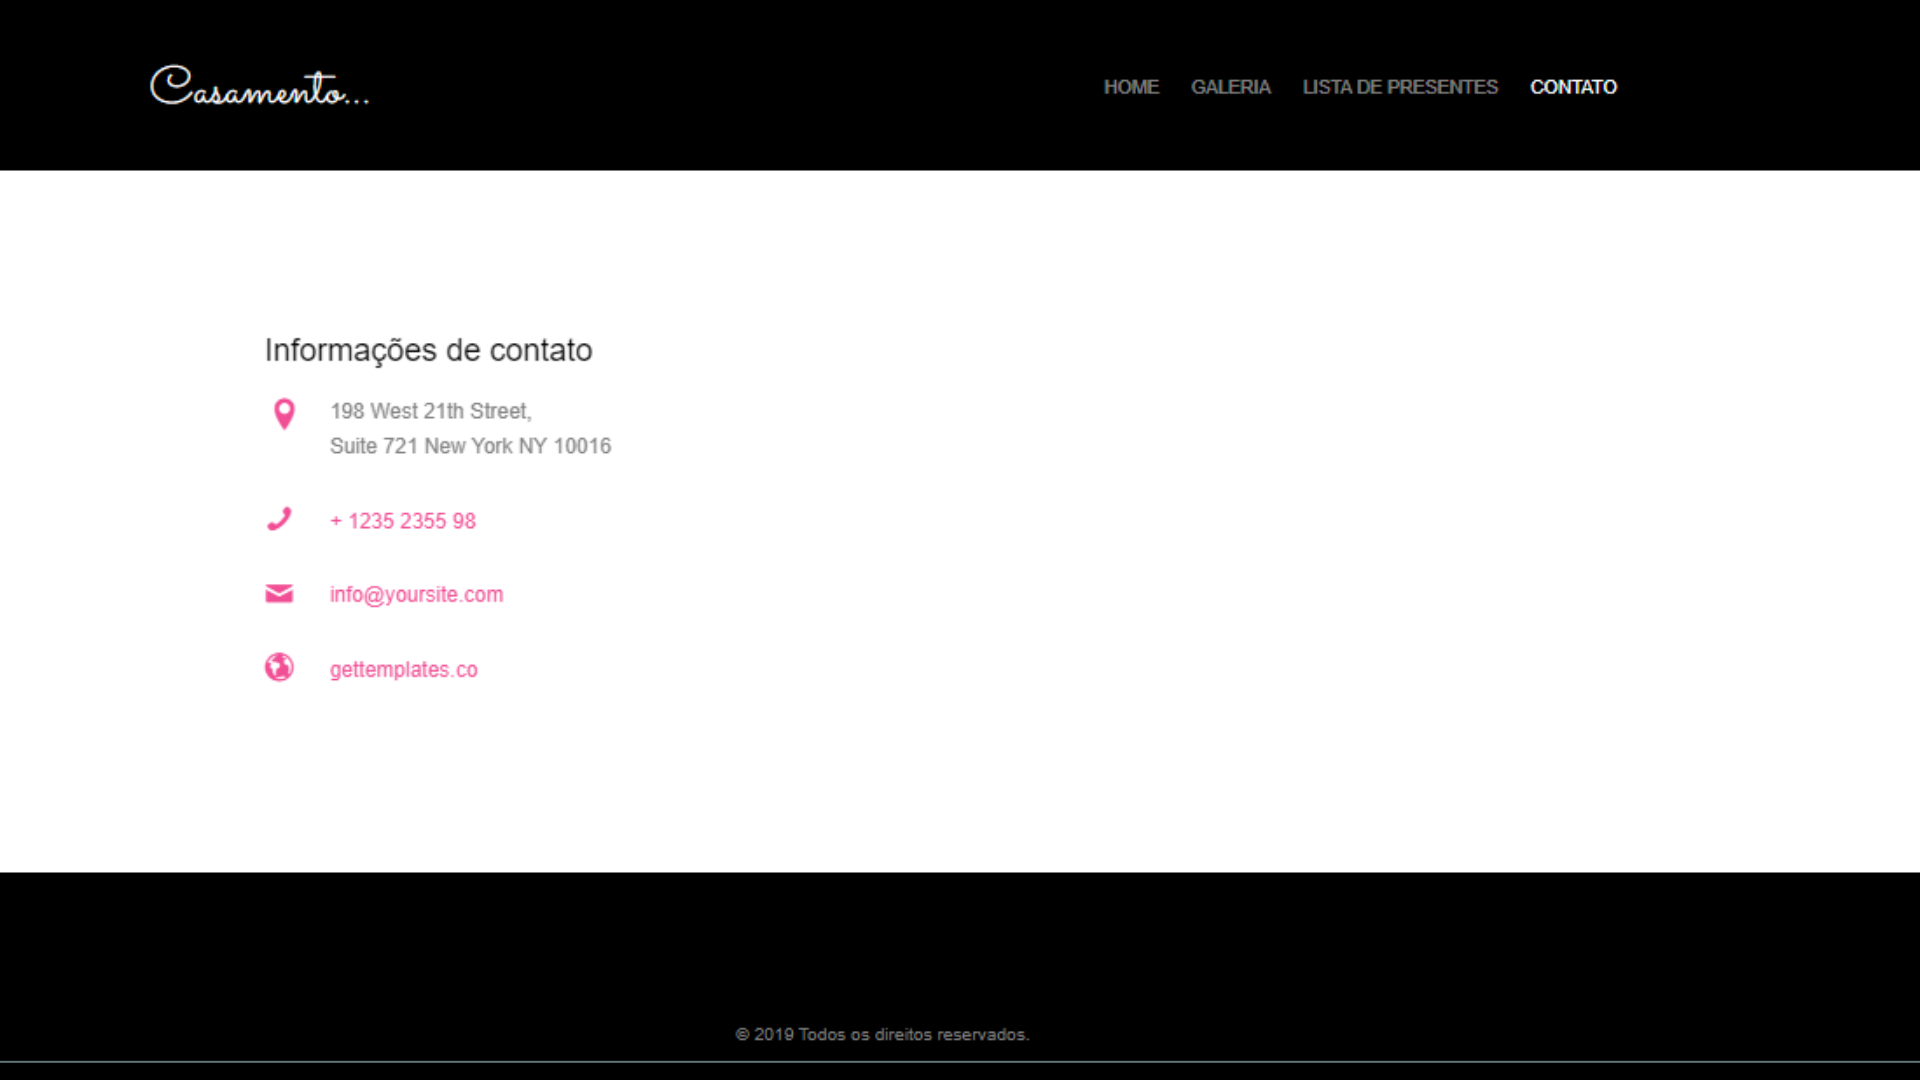 Casamento...
HOME GALERIA LISTA DE PRESENTES CONTATO
Informações de contato
198 West 21th Street,
Suite 721 New York NY 10016
+ 1235 2355 98
info@yoursite.com
gettemplates.co
© 2019 Todos os direitos reservados.